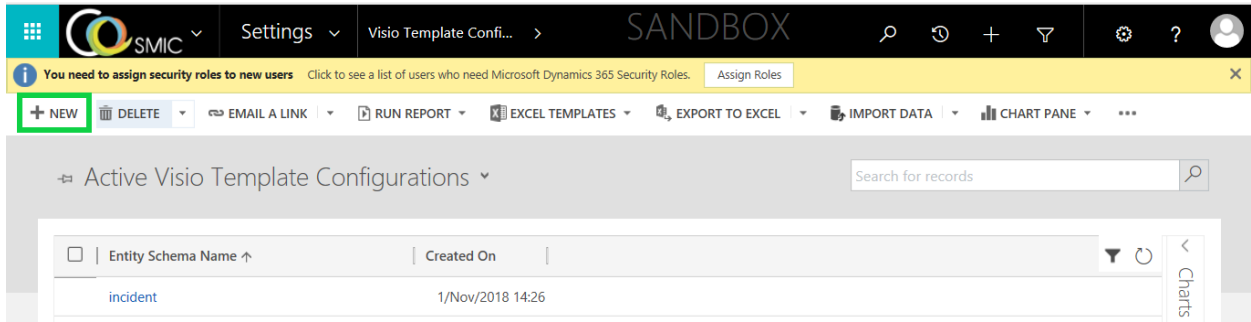 COSMIC Settings Visio Template Confi... > SANDBOX ?
You need to assign security roles to new users Click to see a list of users who need Microsoft Dynamics 365 Security Roles. Assign Roles
+ NEW DELETE EMAIL A LINK RUN REPORT EXCEL TEMPLATES EXPORT TO EXCEL IMPORT DATA CHART PANE ...
Active Visio Template Configurations Search for records
Entity Schema Name Created On
incident 1/Nov/2018 14:26
Charts